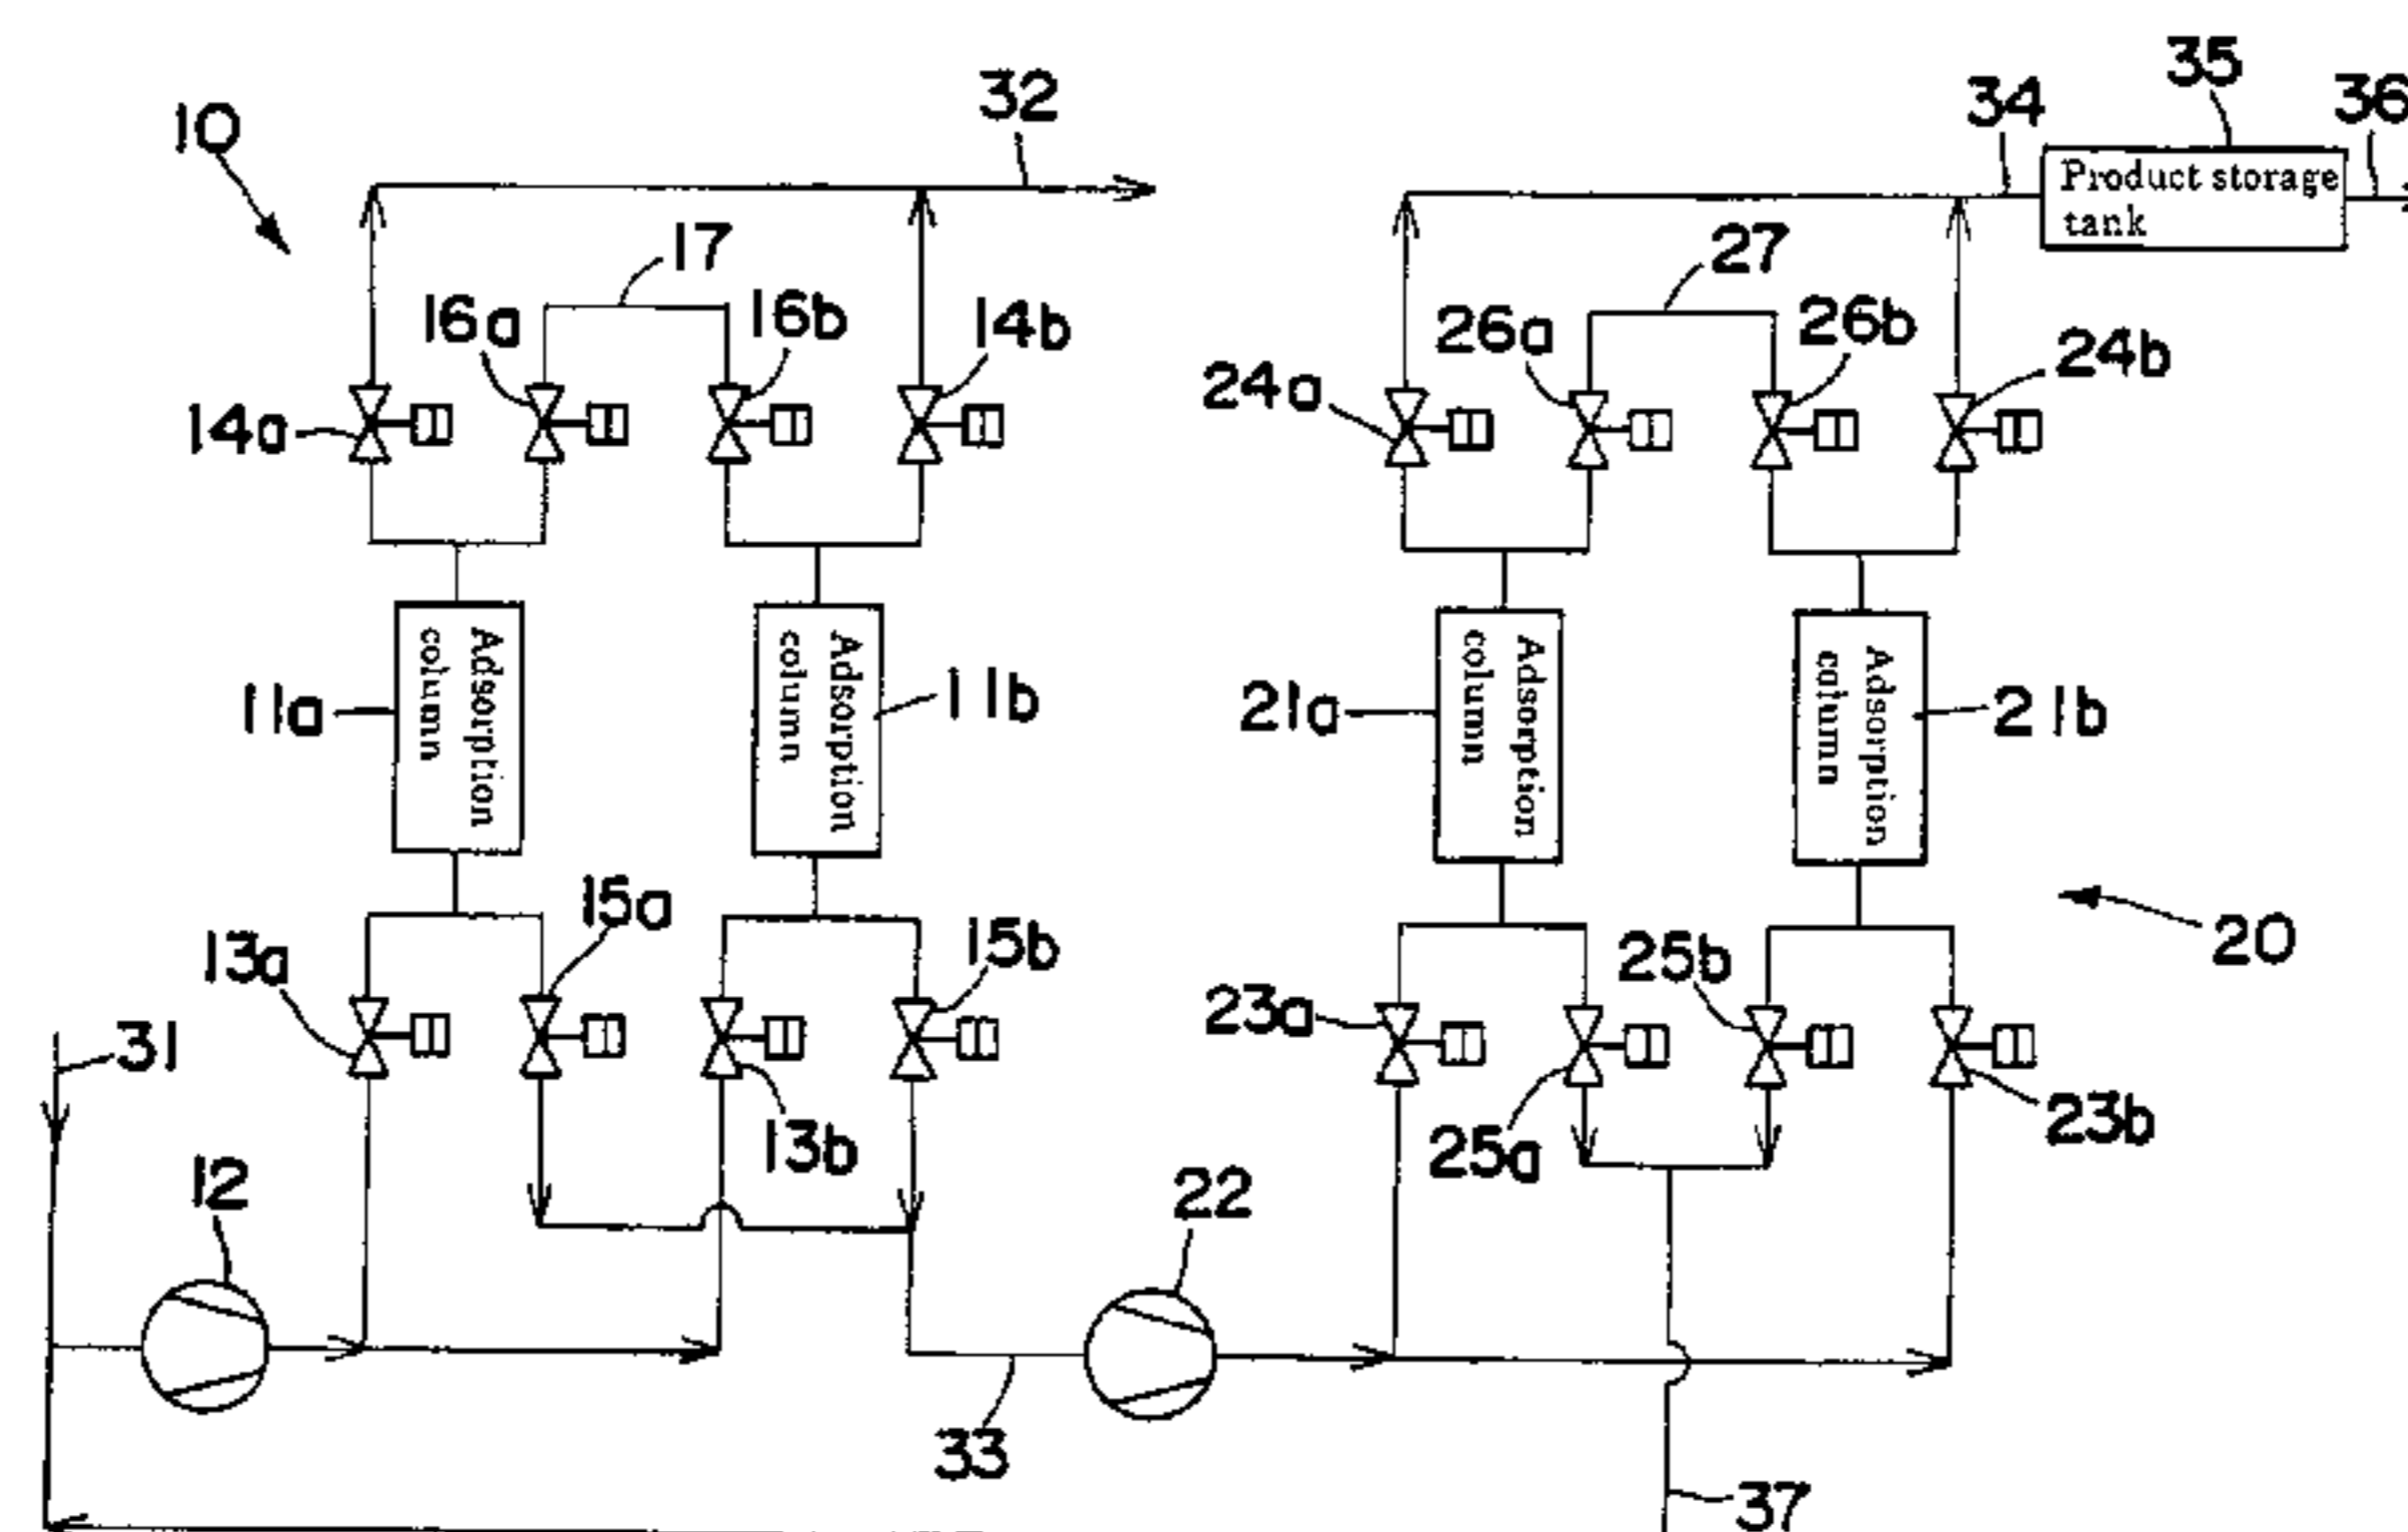 35
32
34
36
10
Product storage
tank
17
27
16a
16b
14b
26a
26b
24b
24a
14a
Adsorption
column
Adsorption
column
Adsorption
column
Adsorption
column
11a
11b
21a
21b
15a
13a
15b
25b
20
23a
31
13b
25a
23b
12
22
33
37